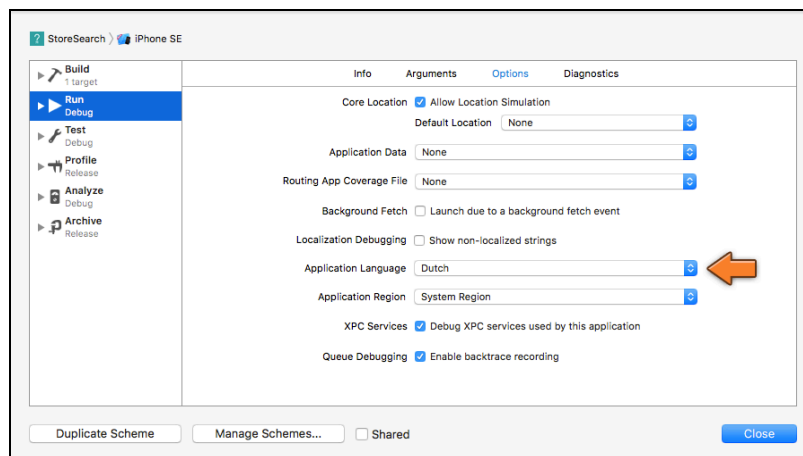 ? StoreSearch iPhone SE
Build
1 target
Run
Debug
Test
Debug
Profile
Release
Analyze
Debug
Archive
Release
Info Arguments Options Diagnostics
Core Location Allow Location Simulation
Default Location None
Application Data None
Routing App Coverage File None
Background Fetch Launch due to a background fetch event
Localization Debugging Show non-localized strings
Application Language Dutch
Application Region System Region
XPC Services Debug XPC services used by this application
Queue Debugging Enable backtrace recording
Duplicate Scheme Manage Schemes... Shared Close